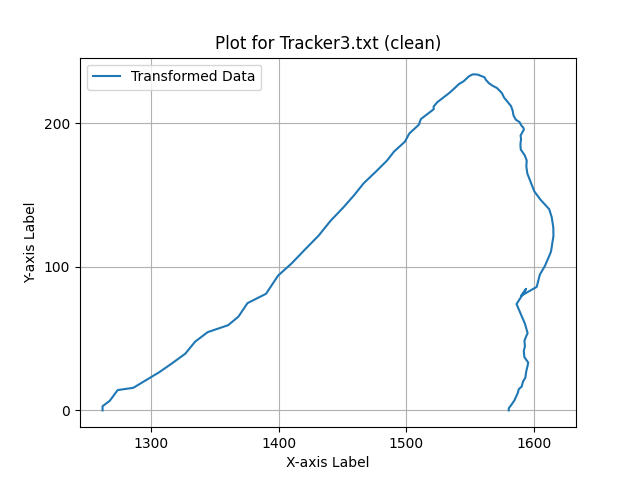 Plot for Tracker3.txt (clean)
Transformed Data
200
100
0
Y-axis Label
1300 1400 1500 1600
X-axis Label